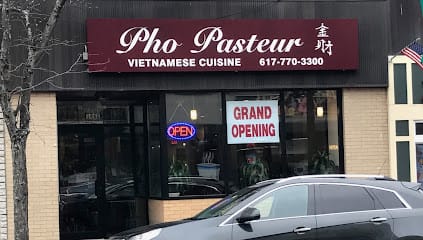 Pho Pasteur 金財
VIETNAMESE CUISINE 617-770-3300
GRAND
OPENING
OPEN